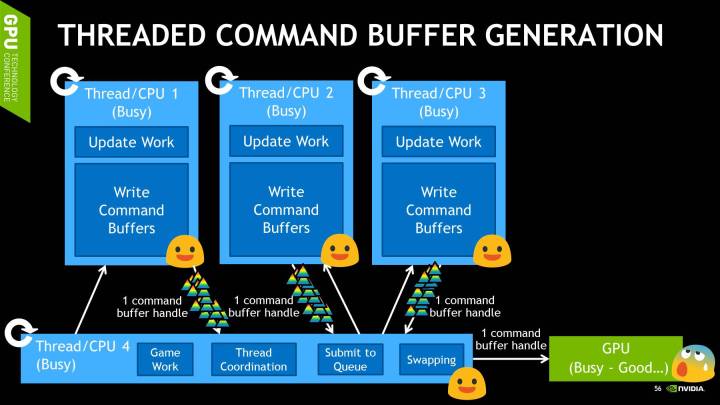 GPU TECHNOLOGY
CONFERENCE
THREADED COMMAND BUFFER GENERATION
Thread/CPU 1
(Busy)
Update Work
Write
Command
Buffers
Thread/CPU 2
(Busy)
Update Work
Write
Command
Buffers
Thread/CPU 3
(Busy)
Update Work
Write
Command
Buffers
1 command
buffer handle
1 command
buffer handle
1 command
buffer handle
Thread/CPU 4
(Busy)
Game
Work
Thread
Coordination
Submit to
Queue
Swapping
1 command
buffer handle
GPU
(Busy - Good…)
56 NVIDIA.